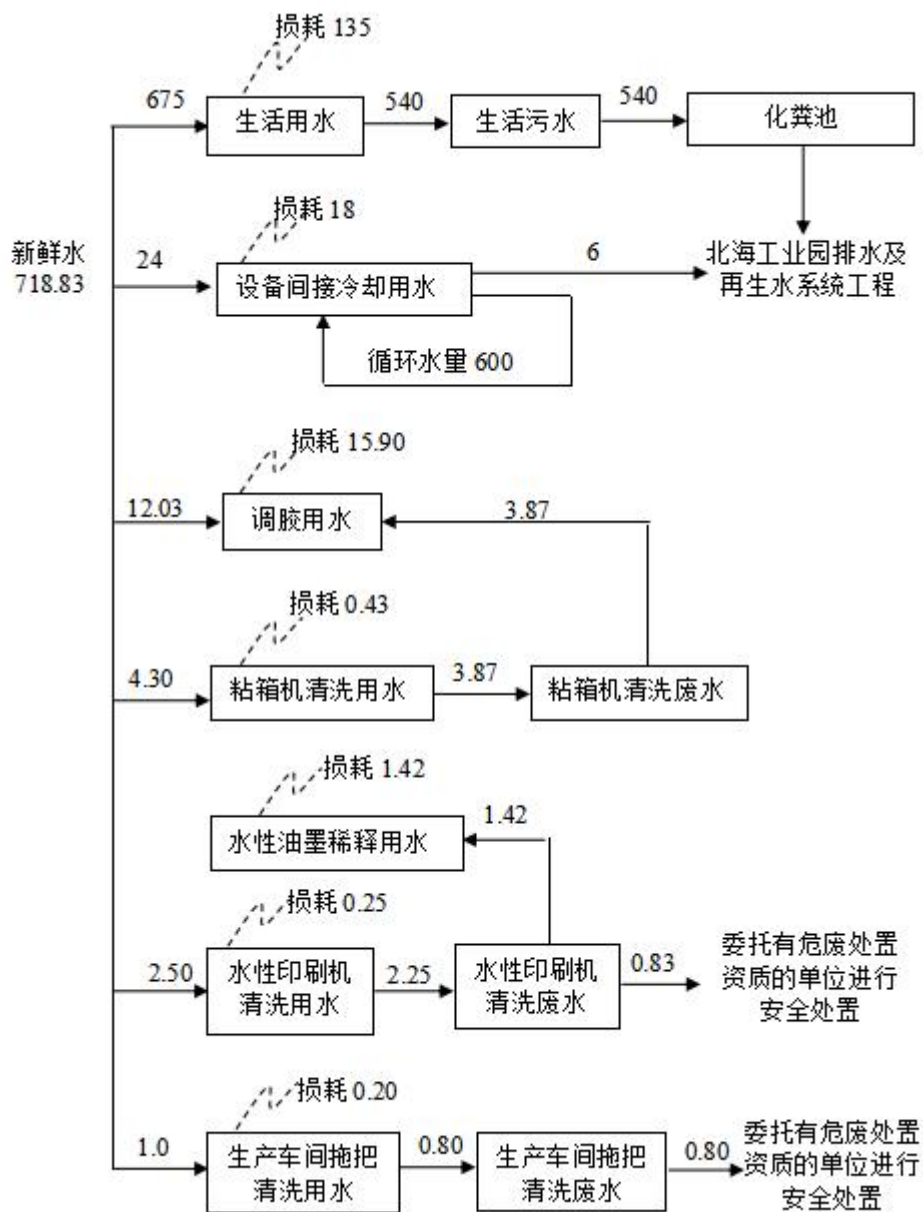 损耗 135
675
生活用水
540
生活污水
540
化粪池
新鲜水
718.83
损耗 18
24
设备间接冷却用水
6
北海工业园排水及
再生水系统工程
循环水量 600
损耗 15.90
12.03
调胶用水
3.87
损耗 0.43
4.30
粘箱机清洗用水
3.87
粘箱机清洗废水
损耗 1.42
水性油墨稀释用水
1.42
损耗 0.25
2.50
水性印刷机
清洗用水
2.25
水性印刷机
清洗废水
0.83
委托有危废处置
资质的单位进行
安全处置
损耗 0.20
1.0
生产车间拖把
清洗用水
0.80
生产车间拖把
清洗废水
0.80
委托有危废处置
资质的单位进行
安全处置